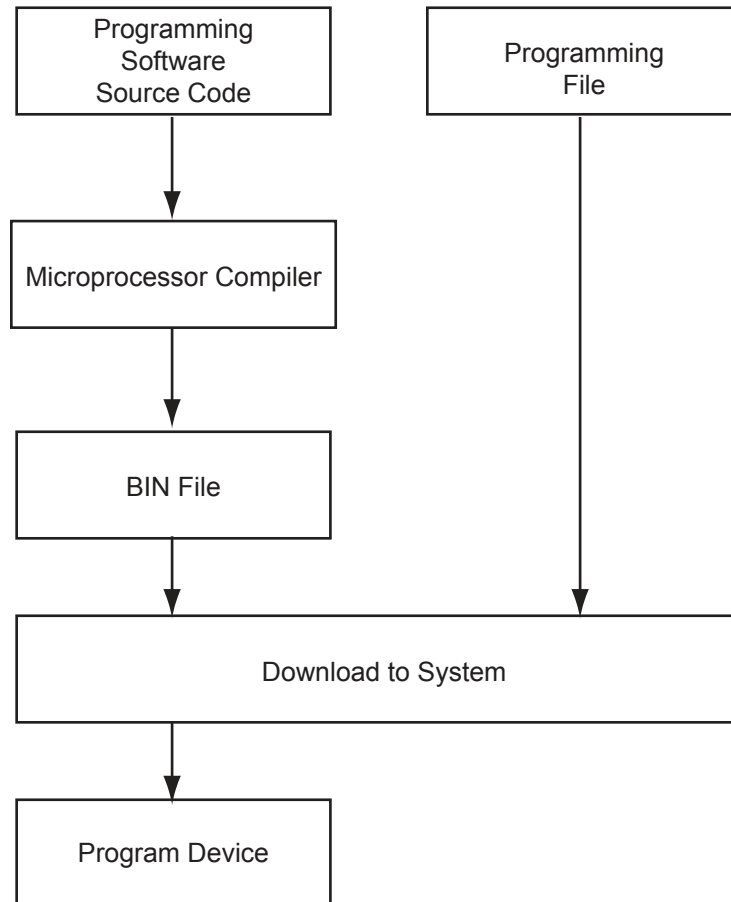 Programming
Software
Source Code
Programming
File
Microprocessor Compiler
BIN File
Download to System
Program Device